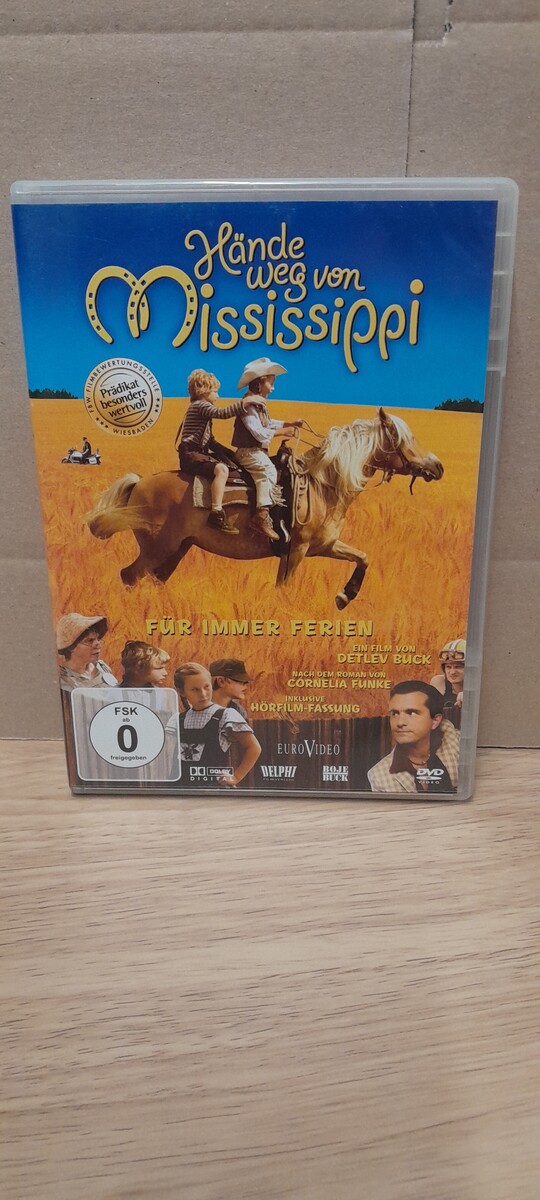 Hände
weg von
Mississippi
FBW FILMBEWERTUNGSSTELLE
Prädikat
besonders
wertvoll
WIESBADEN
FÜR IMMER FERIEN
EIN FILM VON
DETLEV BUCK
NACH DEM ROMAN VON
CORNELIA FUNKE
INKLUSIVE
HÖRFILM-FASSUNG
FSK
ab
0
freigegeben
EUROVIDEO
DOLBY
DIGITAL
DELPHI
BOJE
BUCK
DVD
VIDEO